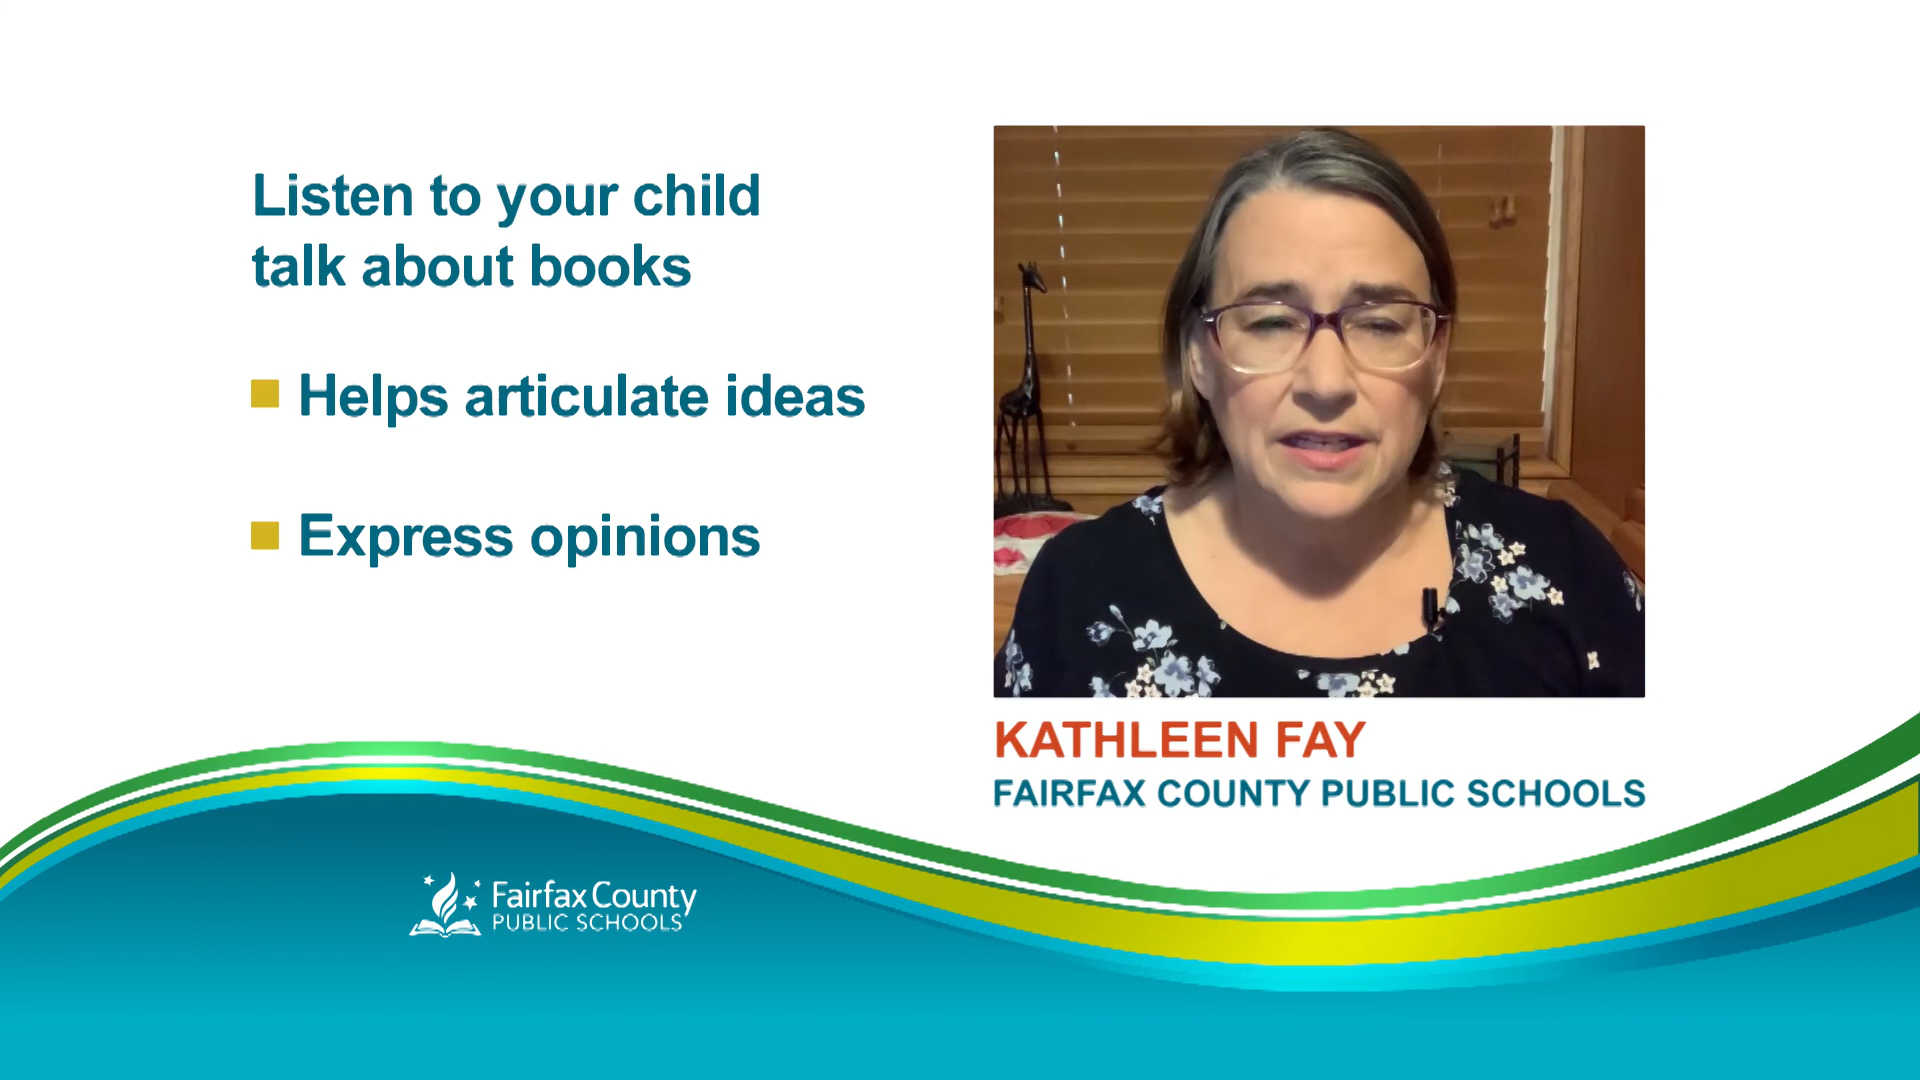 Listen to your child
talk about books
Helps articulate ideas
Express opinions
KATHLEEN FAY
FAIRFAX COUNTY PUBLIC SCHOOLS
Fairfax County
PUBLIC SCHOOLS